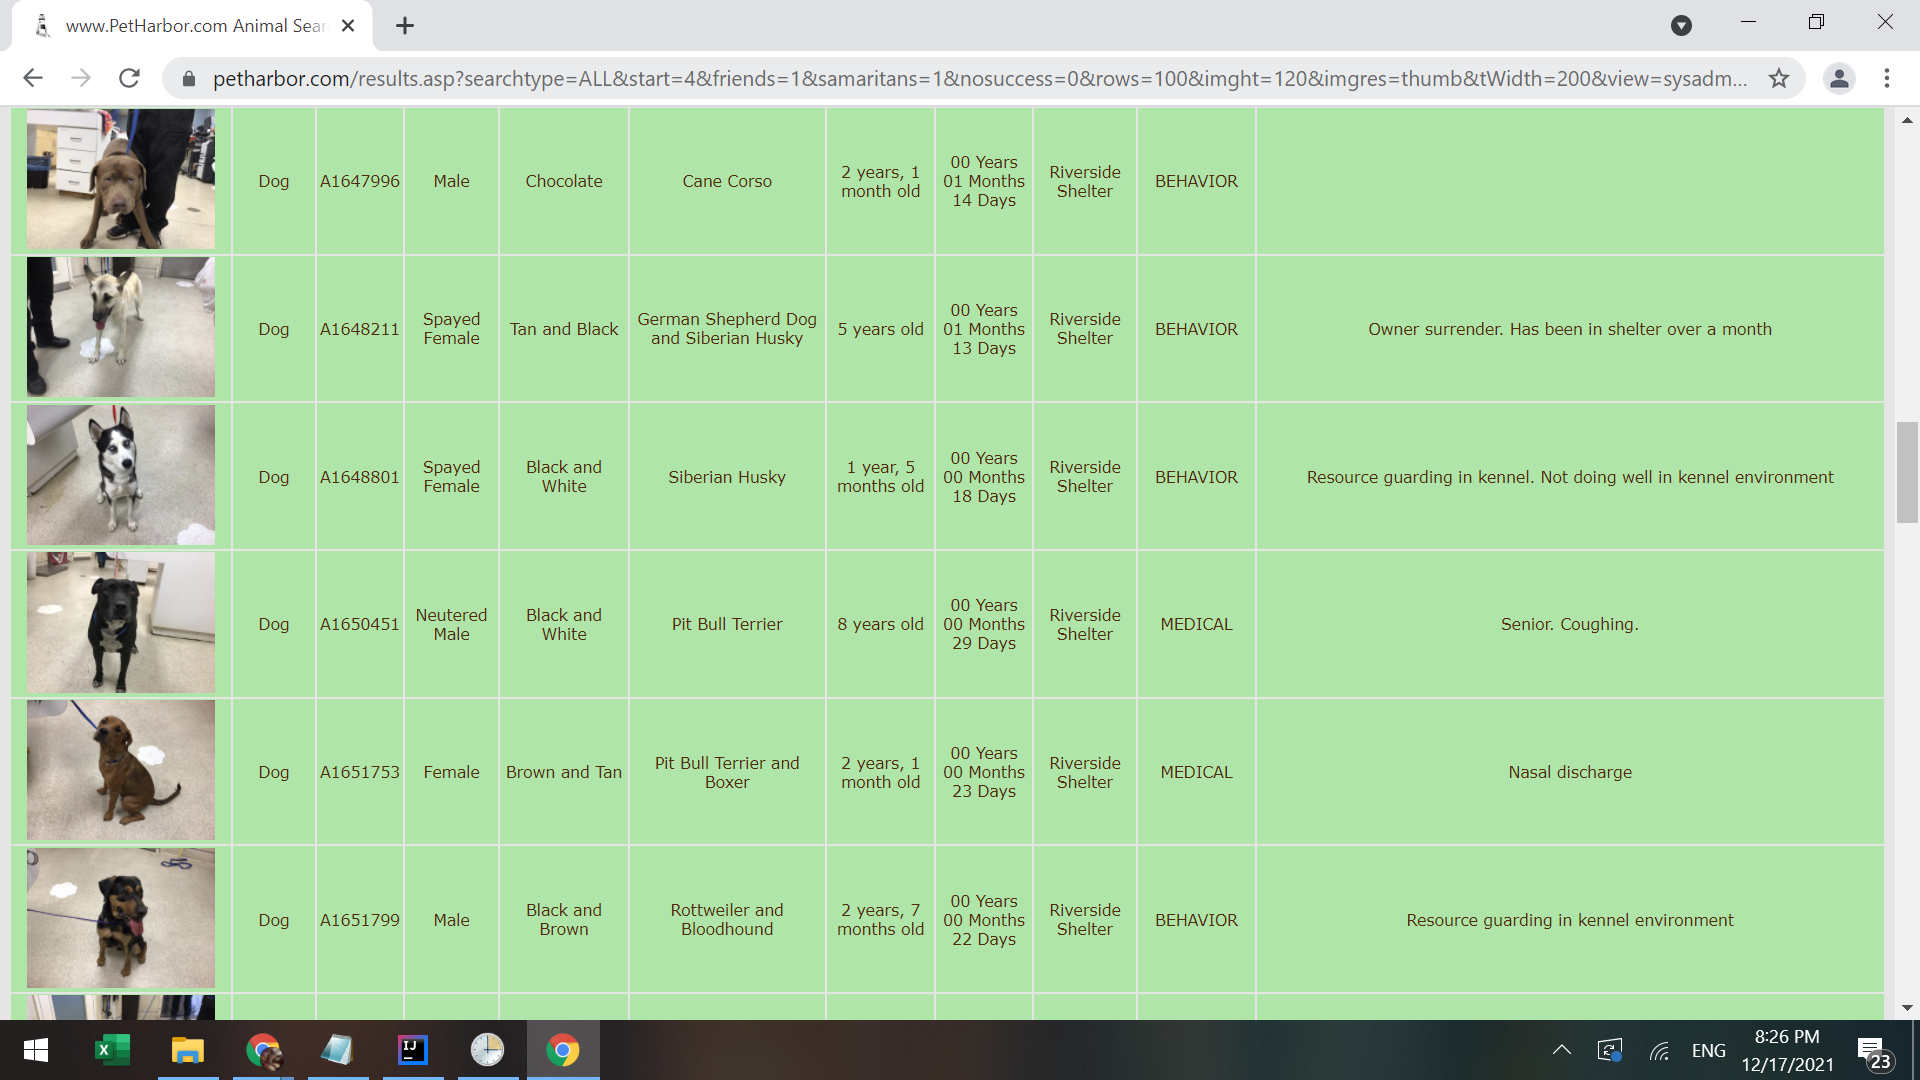 www.PetHarbor.com Animal Sear
petharbor.com/results.asp?searchtype=ALL&start=4&friends=1&samaritans=1&nosuccess=0&rows=100&imght=120&imgres=thumb&tWidth=200&view=sysadm...
Dog A1647996 Male Chocolate Cane Corso 2 years, 1 month old 00 Years 01 Months 14 Days Riverside Shelter BEHAVIOR
Dog A1648211 Spayed Female Tan and Black German Shepherd Dog and Siberian Husky 5 years old 00 Years 01 Months 13 Days Riverside Shelter BEHAVIOR Owner surrender. Has been in shelter over a month
Dog A1648801 Spayed Female Black and White Siberian Husky 1 year, 5 months old 00 Years 00 Months 18 Days Riverside Shelter BEHAVIOR Resource guarding in kennel. Not doing well in kennel environment
Dog A1650451 Neutered Male Black and White Pit Bull Terrier 8 years old 00 Years 00 Months 29 Days Riverside Shelter MEDICAL Senior. Coughing.
Dog A1651753 Female Brown and Tan Pit Bull Terrier and Boxer 2 years, 1 month old 00 Years 00 Months 23 Days Riverside Shelter MEDICAL Nasal discharge
Dog A1651799 Male Black and Brown Rottweiler and Bloodhound 2 years, 7 months old 00 Years 00 Months 22 Days Riverside Shelter BEHAVIOR Resource guarding in kennel environment
ENG
8:26 PM
12/17/2021
23
IJ